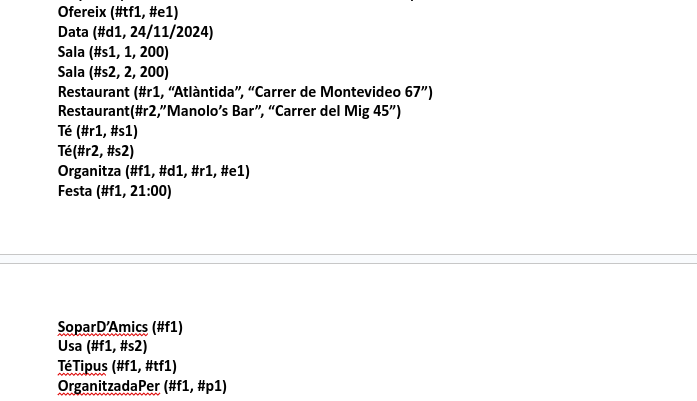 Ofereix (#tf1, #e1)
Data (#d1, 24/11/2024)
Sala (#s1, 1, 200)
Sala (#s2, 2, 200)
Restaurant (#r1, “Atlàntida”, “Carrer de Montevideo 67”)
Restaurant(#r2,”Manolo’s Bar”, “Carrer del Mig 45”)
Té (#r1, #s1)
Té(#r2, #s2)
Organitza (#f1, #d1, #r1, #e1)
Festa (#f1, 21:00)
SoparD’Amics (#f1)
Usa (#f1, #s2)
TéTipus (#f1, #tf1)
OrganitzadaPer (#f1, #p1)